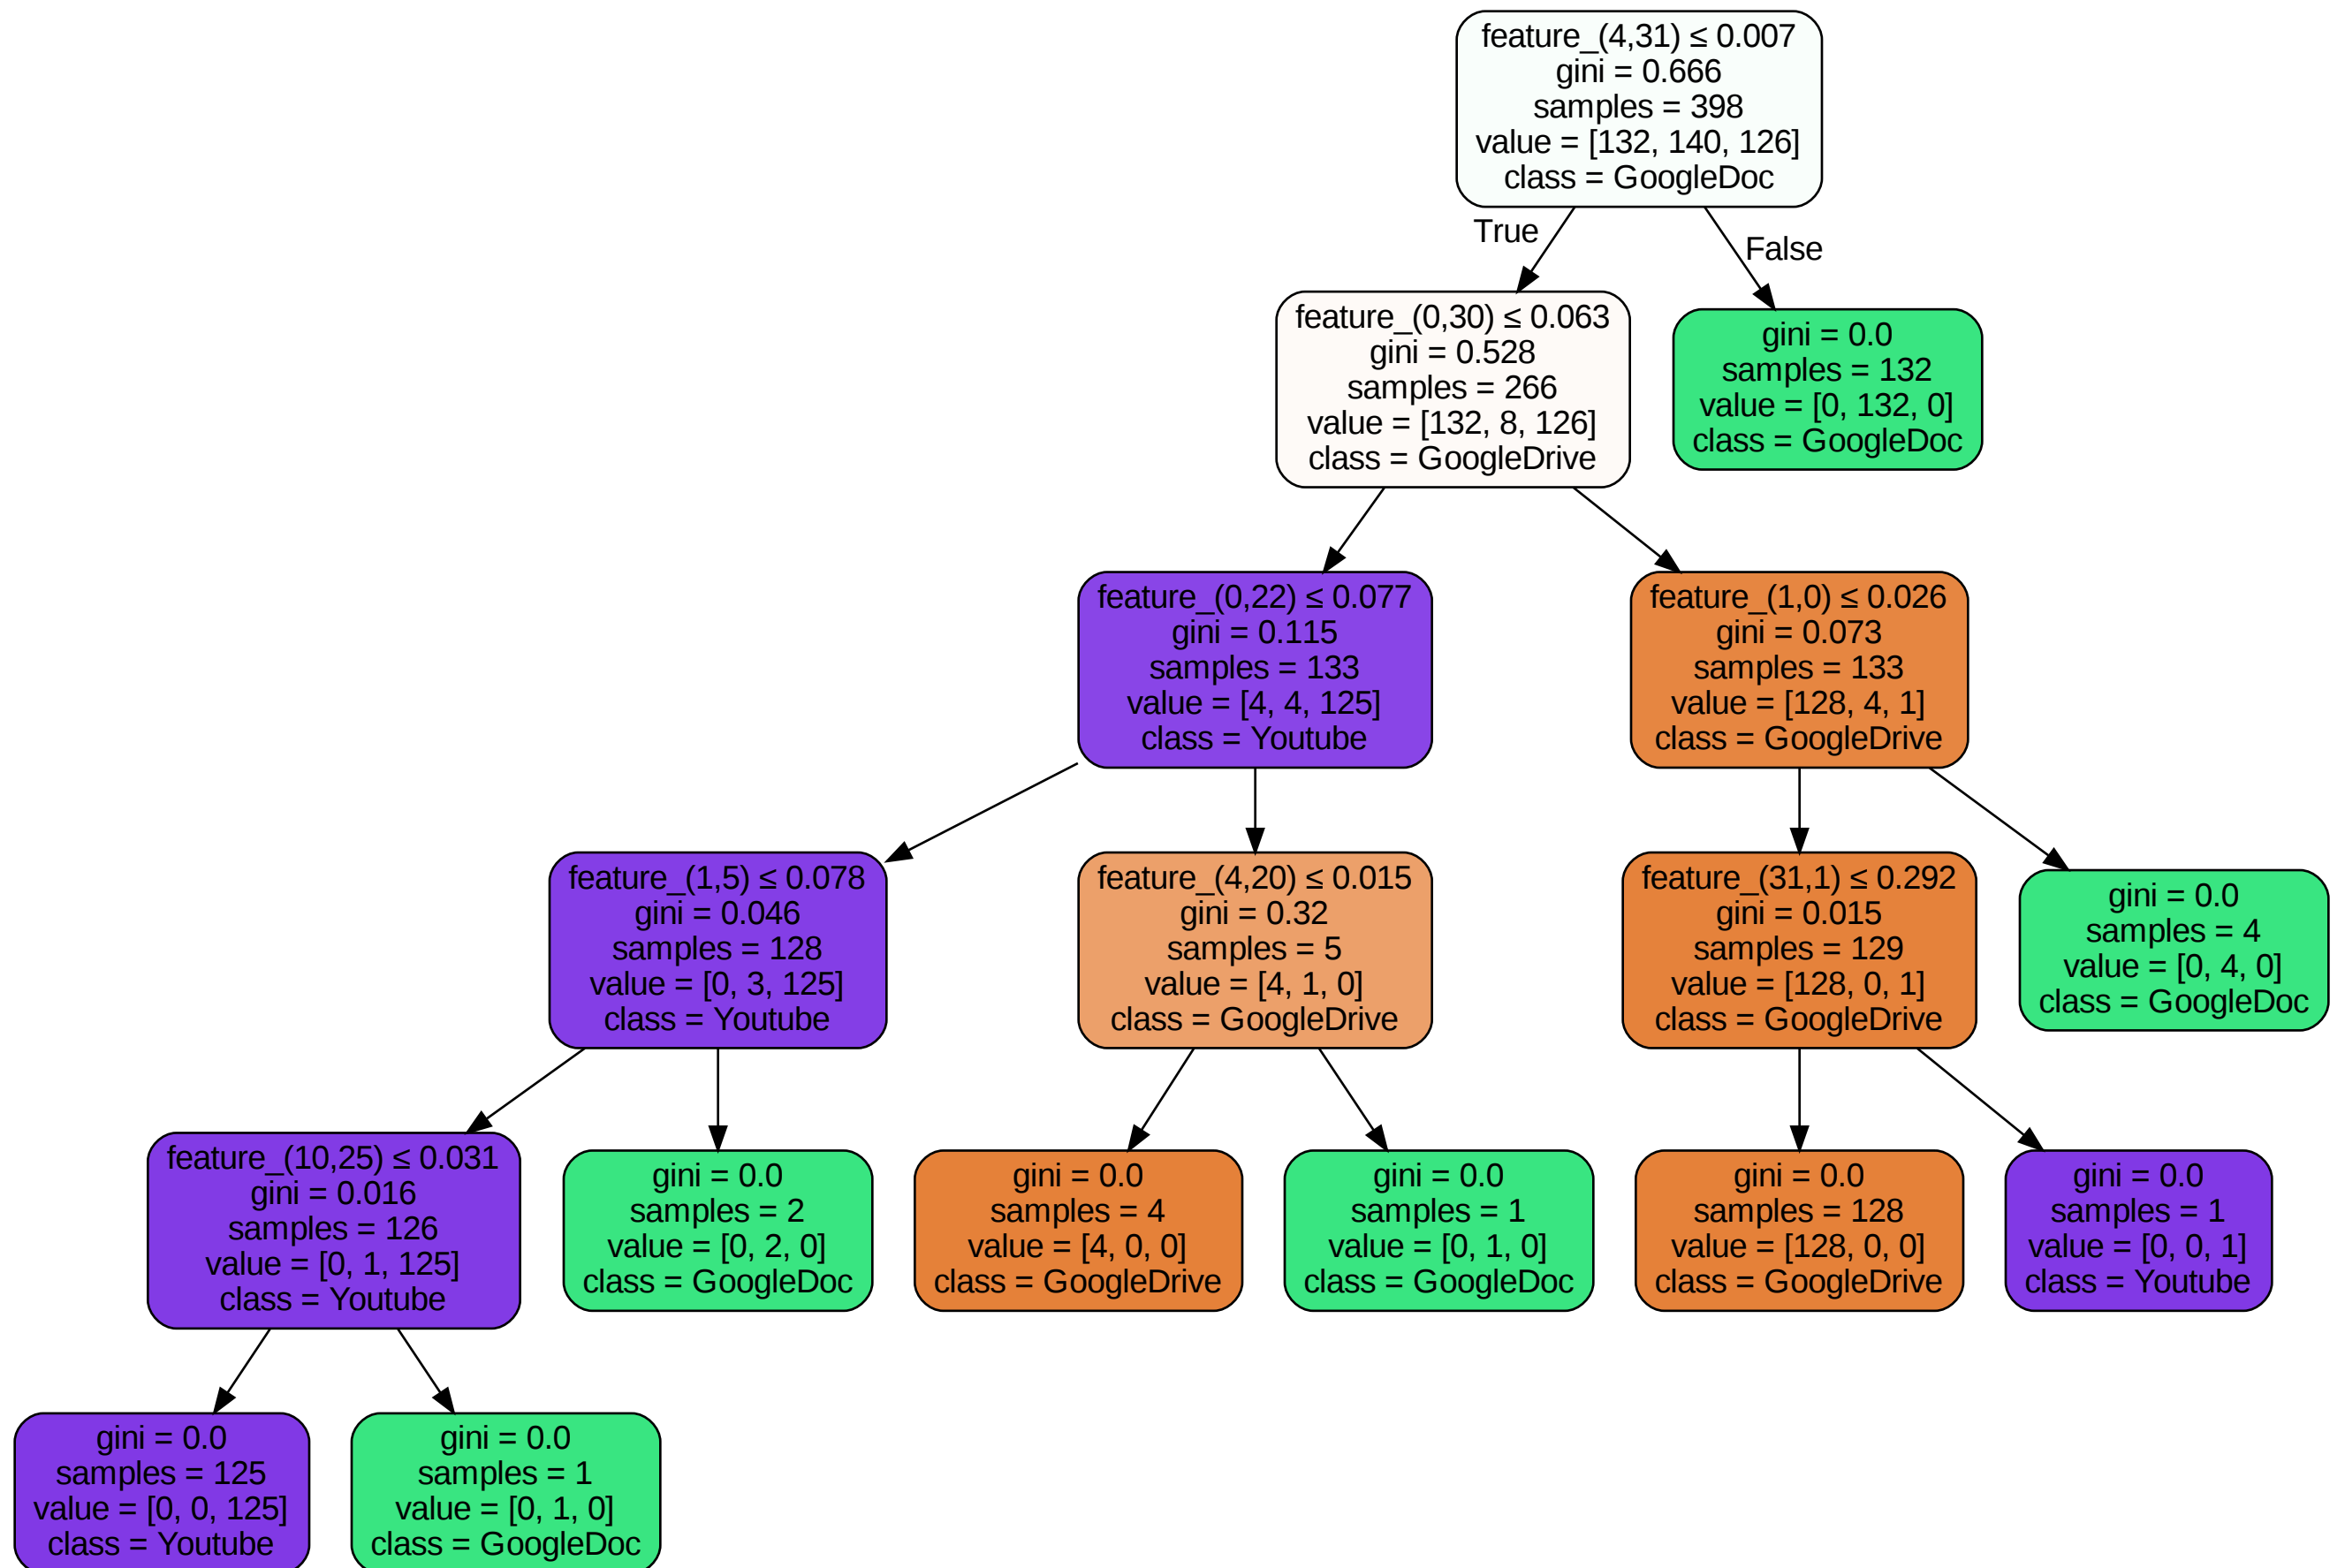 feature_(4,31) ≤ 0.007
gini = 0.666
samples = 398
value = [132, 140, 126]
class = GoogleDoc
True
False
feature_(0,30) ≤ 0.063
gini = 0.528
samples = 266
value = [132, 8, 126]
class = GoogleDrive
gini = 0.0
samples = 132
value = [0, 132, 0]
class = GoogleDoc
feature_(0,22) ≤ 0.077
gini = 0.115
samples = 133
value = [4, 4, 125]
class = Youtube
feature_(1,0) ≤ 0.026
gini = 0.073
samples = 133
value = [128, 4, 1]
class = GoogleDrive
feature_(1,5) ≤ 0.078
gini = 0.046
samples = 128
value = [0, 3, 125]
class = Youtube
feature_(4,20) ≤ 0.015
gini = 0.32
samples = 5
value = [4, 1, 0]
class = GoogleDrive
feature_(31,1) ≤ 0.292
gini = 0.015
samples = 129
value = [128, 0, 1]
class = GoogleDrive
gini = 0.0
samples = 4
value = [0, 4, 0]
class = GoogleDoc
feature_(10,25) ≤ 0.031
gini = 0.016
samples = 126
value = [0, 1, 125]
class = Youtube
gini = 0.0
samples = 2
value = [0, 2, 0]
class = GoogleDoc
gini = 0.0
samples = 4
value = [4, 0, 0]
class = GoogleDrive
gini = 0.0
samples = 1
value = [0, 1, 0]
class = GoogleDoc
gini = 0.0
samples = 128
value = [128, 0, 0]
class = GoogleDrive
gini = 0.0
samples = 1
value = [0, 0, 1]
class = Youtube
gini = 0.0
samples = 125
value = [0, 0, 125]
class = Youtube
gini = 0.0
samples = 1
value = [0, 1, 0]
class = GoogleDoc